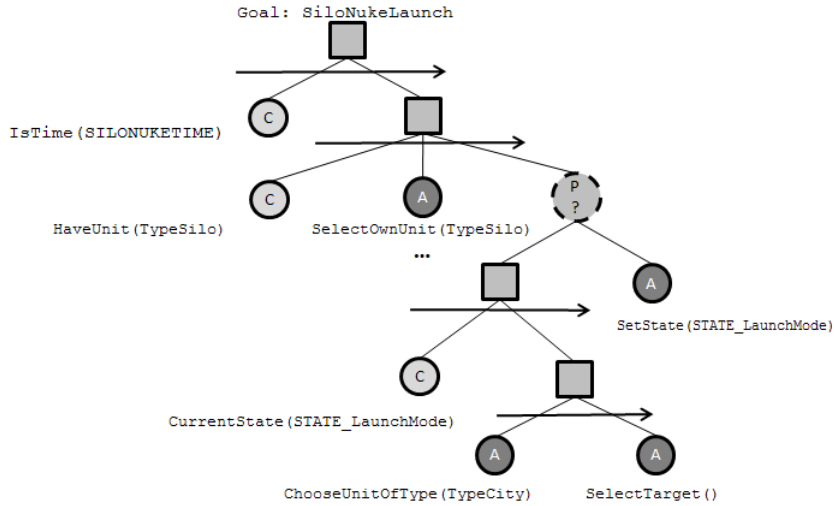 Goal: SiloNukeLaunch
C
IsTime(SILONUKETIME)
C
A
P
?
HaveUnit(TypeSilo)
SelectOwnUnit(TypeSilo)
...
A
SetState(STATE_LaunchMode)
C
CurrentState(STATE_LaunchMode)
A
A
ChooseUnitOfType(TypeCity)
SelectTarget()